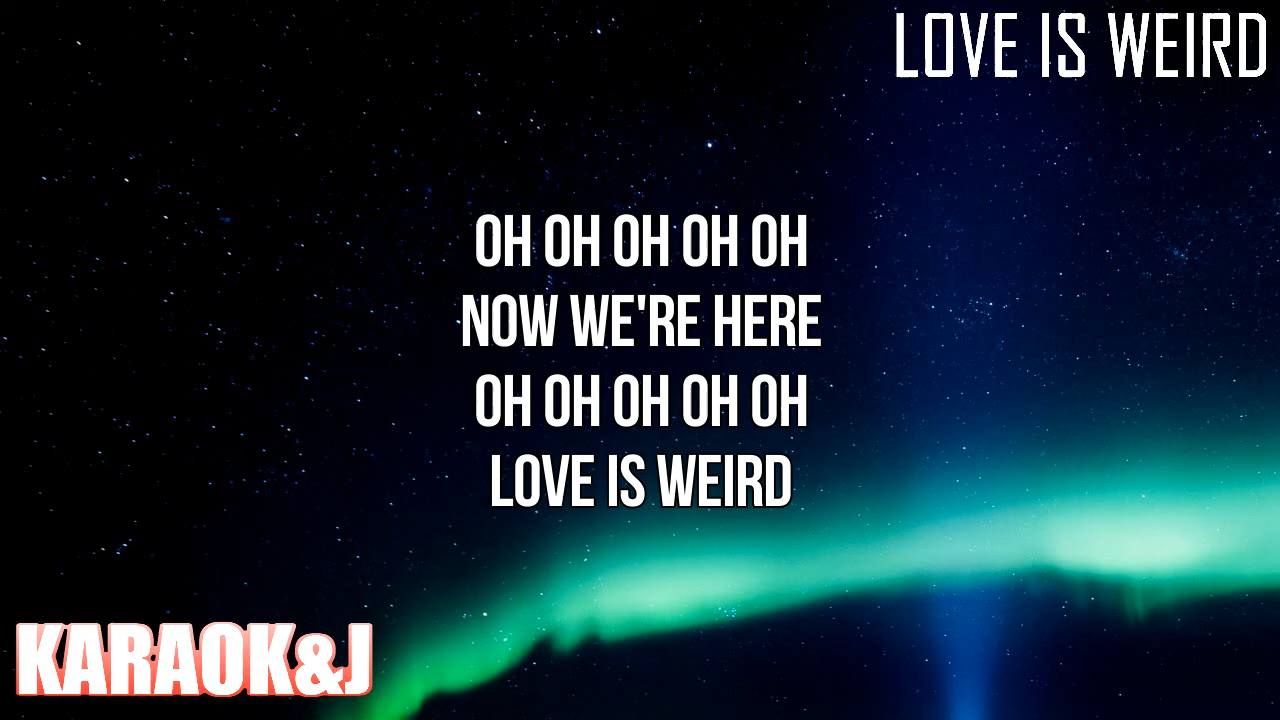 LOVE IS WEIRD
OH OH OH OH OH
NOW WE'RE HERE
OH OH OH OH OH
LOVE IS WEIRD
KARAOK&J